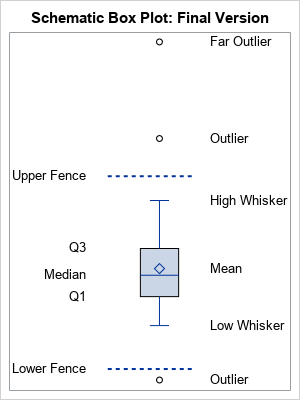 Schematic Box Plot: Final Version
Far Outlier
Outlier
Upper Fence
High Whisker
Q3
Mean
Median
Q1
Low Whisker
Lower Fence
Outlier